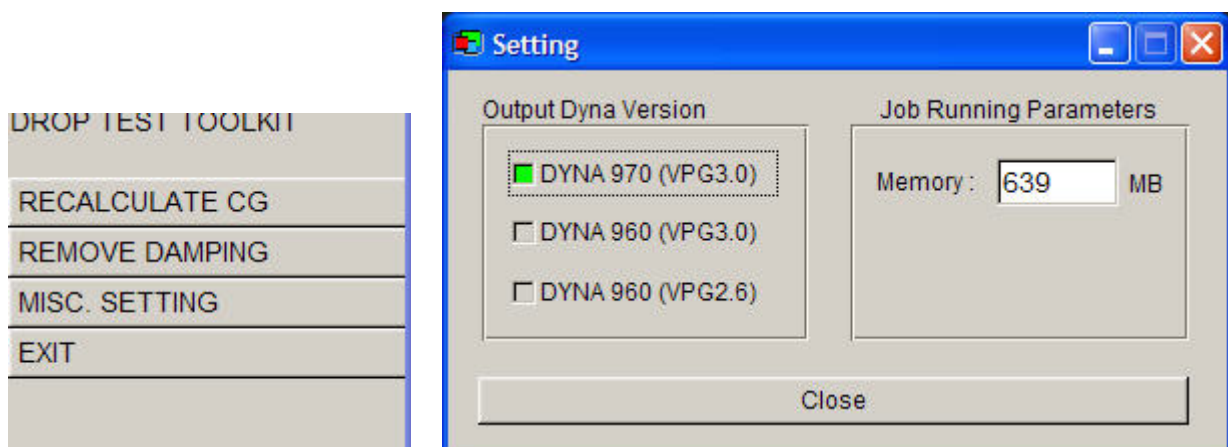 DROP TEST TOOLKIT
RECALCULATE CG
REMOVE DAMPING
MISC. SETTING
EXIT
Setting
Output Dyna Version
DYNA 970 (VPG3.0)
DYNA 960 (VPG3.0)
DYNA 960 (VPG2.6)
Job Running Parameters
Memory : 639 MB
Close